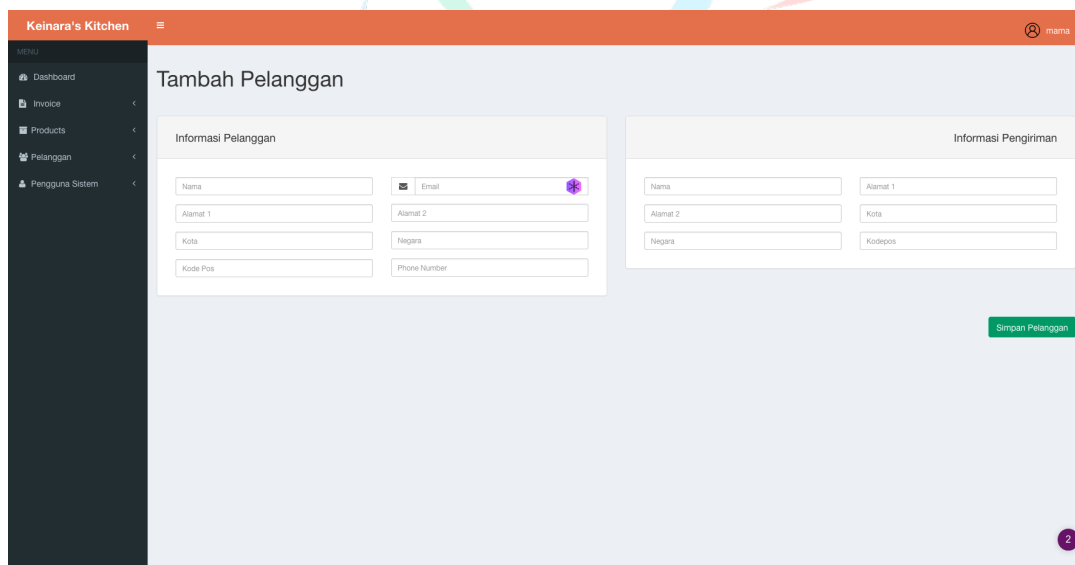 Keinara's Kitchen
mama
MENU
Dashboard
Invoice
Products
Pelanggan
Pengguna Sistem
Tambah Pelanggan
Informasi Pelanggan
Nama
Email
Alamat 1
Alamat 2
Kota
Negara
Kode Pos
Phone Number
Informasi Pengiriman
Nama
Alamat 1
Alamat 2
Kota
Negara
Kodepos
Simpan Pelanggan
2